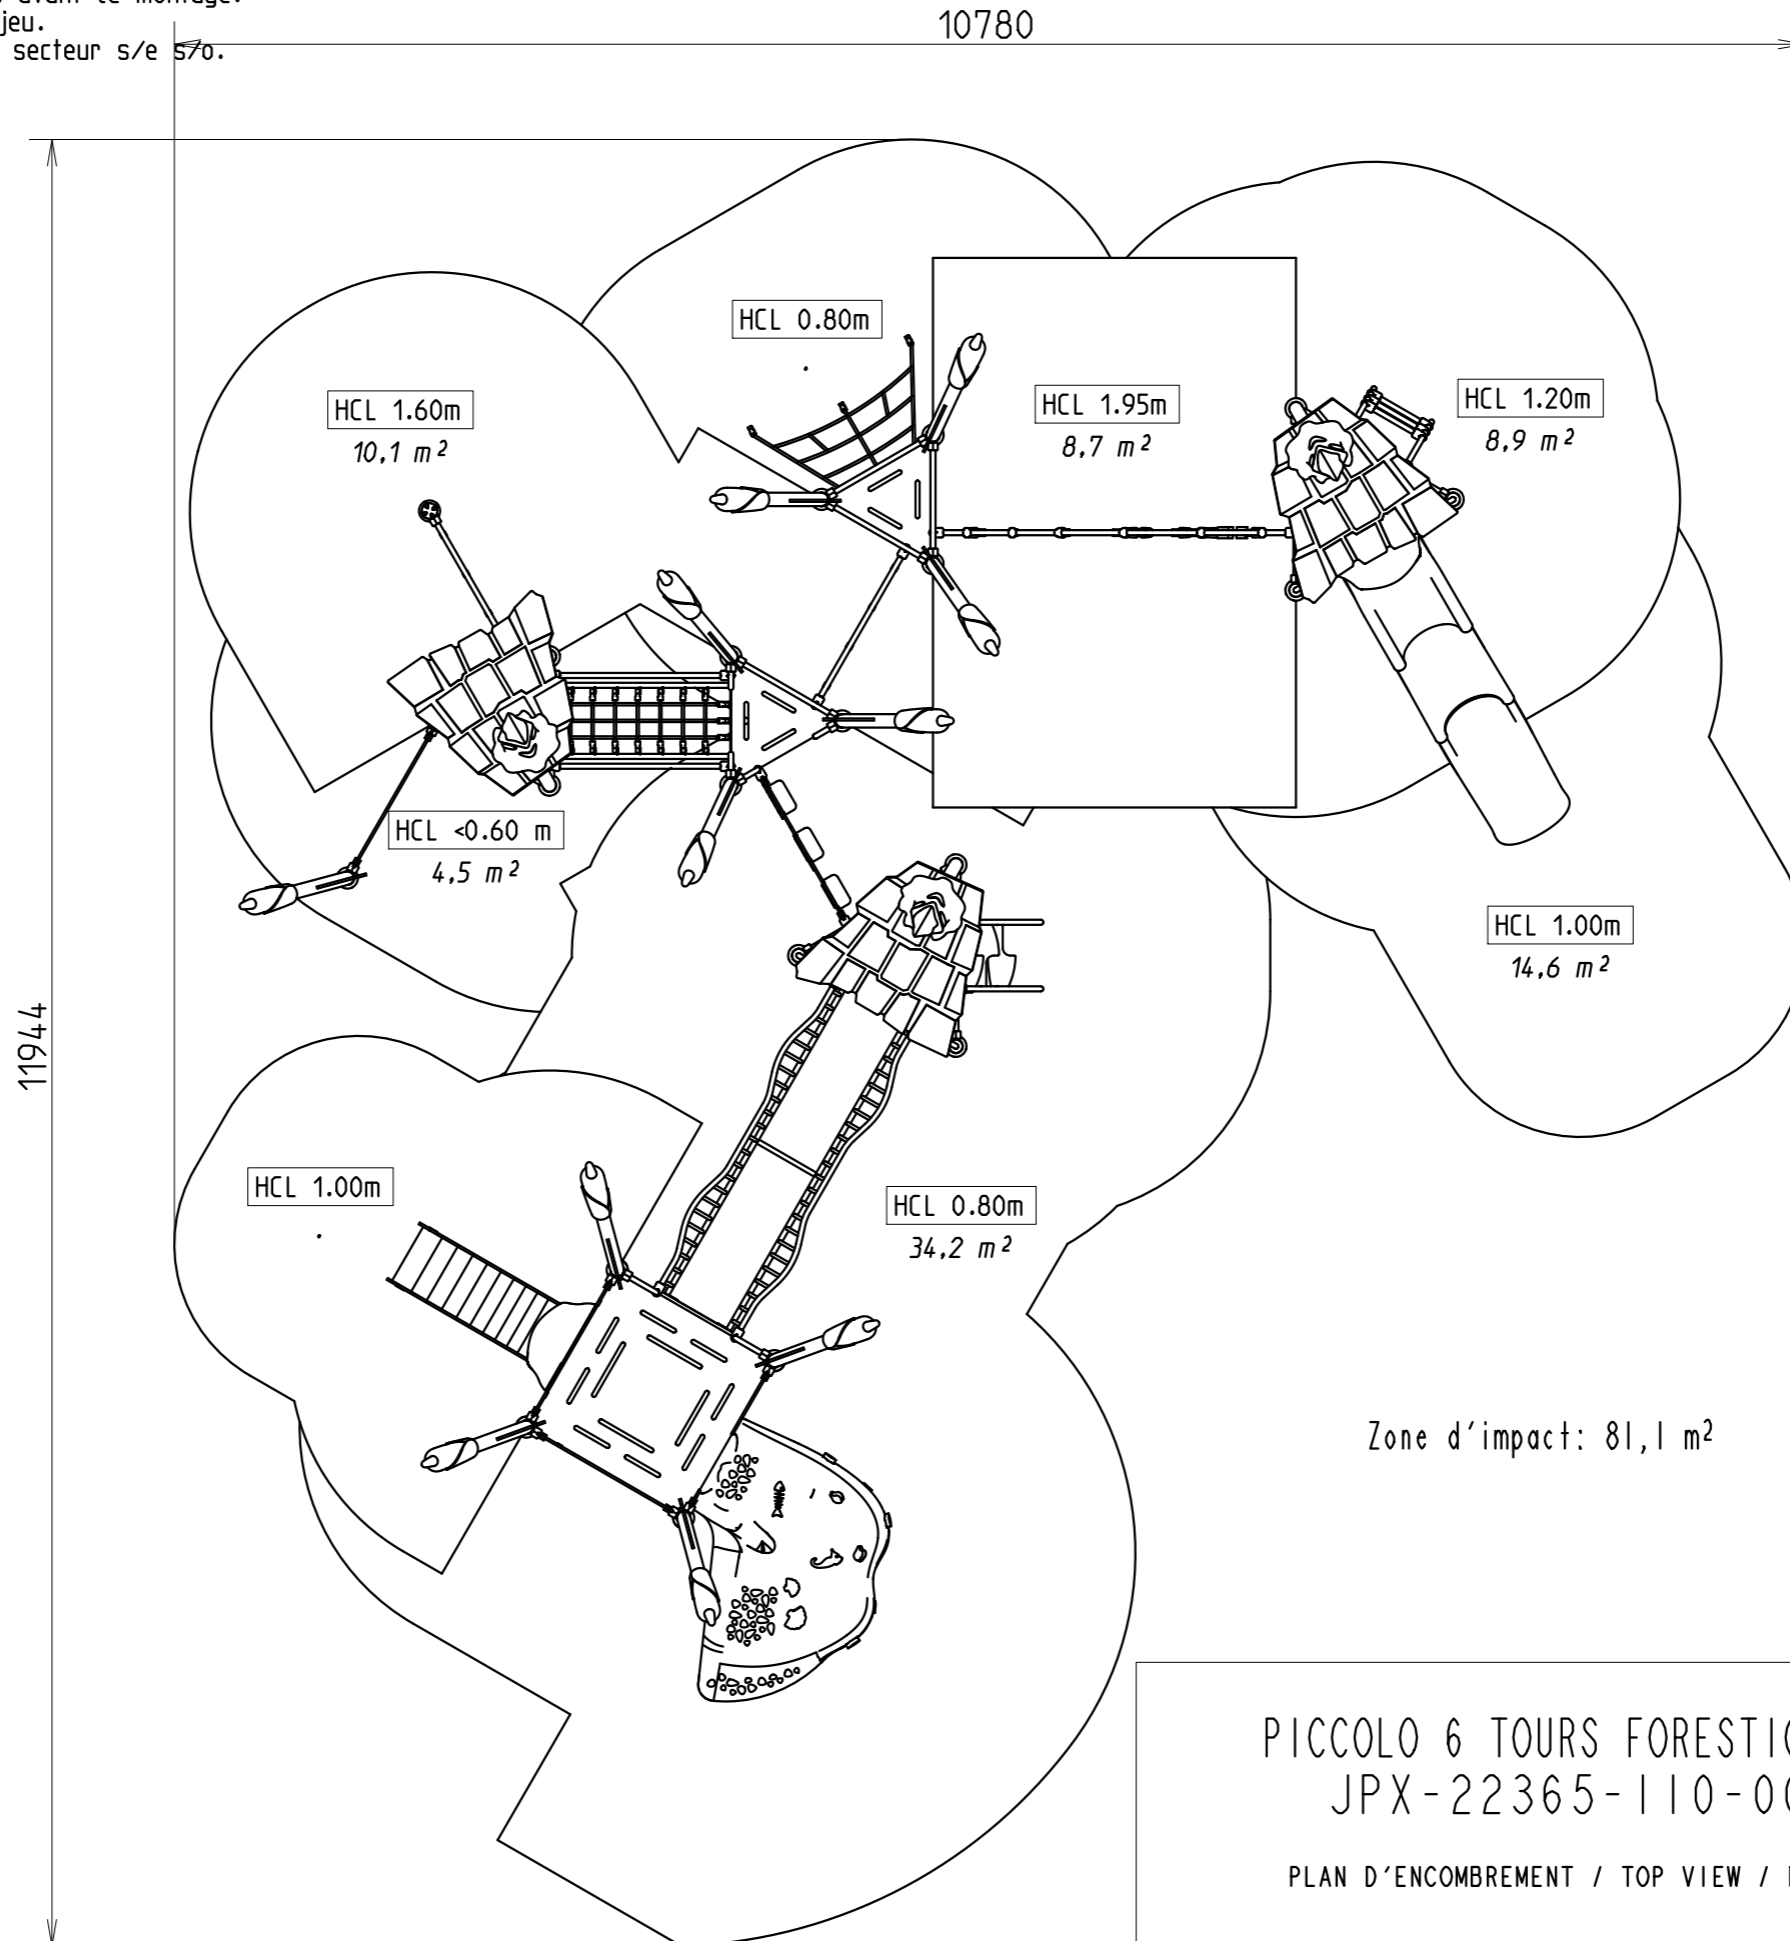 avant le montage.
jeu.
secteur s/e s/o.
10780
11944
HCL 0.80m
HCL 1.60m
10,1 m²
HCL 1.95m
8,7 m²
HCL 1.20m
8,9 m²
HCL <0.60 m
4,5 m²
HCL 1.00m
14,6 m²
HCL 1.00m
HCL 0.80m
34,2 m²
Zone d'impact: 81,1 m²
PICCOLO 6 TOURS
JPX-22365-110-
PLAN D'ENCOMBREMENT / TOP VIEW /